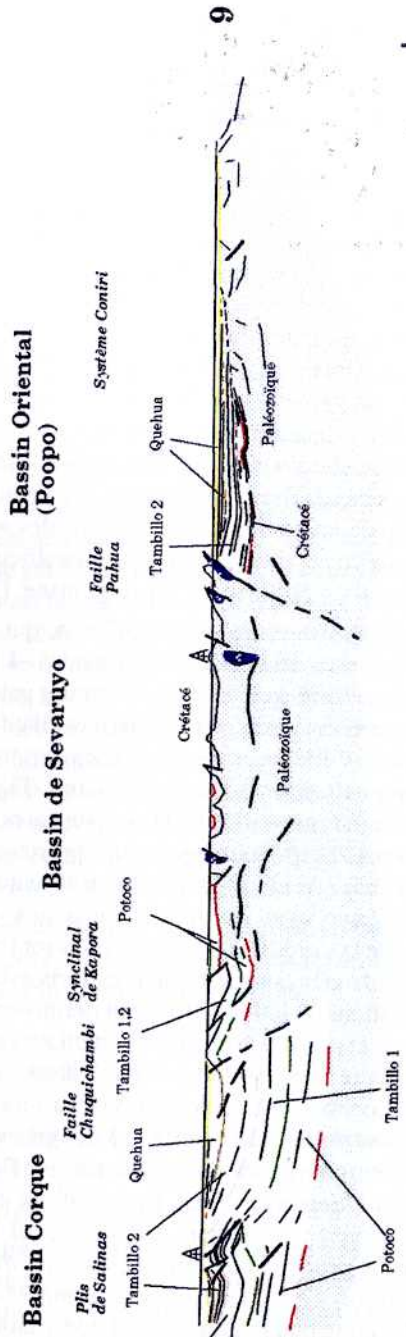 Bassin Corque
Bassin de Sevaruyo
Bassin Oriental
(Poopo)
Plis
de Salinas
Faille
Chuquichambi
Synclinal
de Kapora
Faille
Pahua
Système Coniri
Tambillo 2
Quehua
Tambillo 1,2
Potoco
Crétacé
Tambillo 2
Quehua
9
Potoco
Tambillo 1
Paléozoïque
Crétacé
Paléozoïque